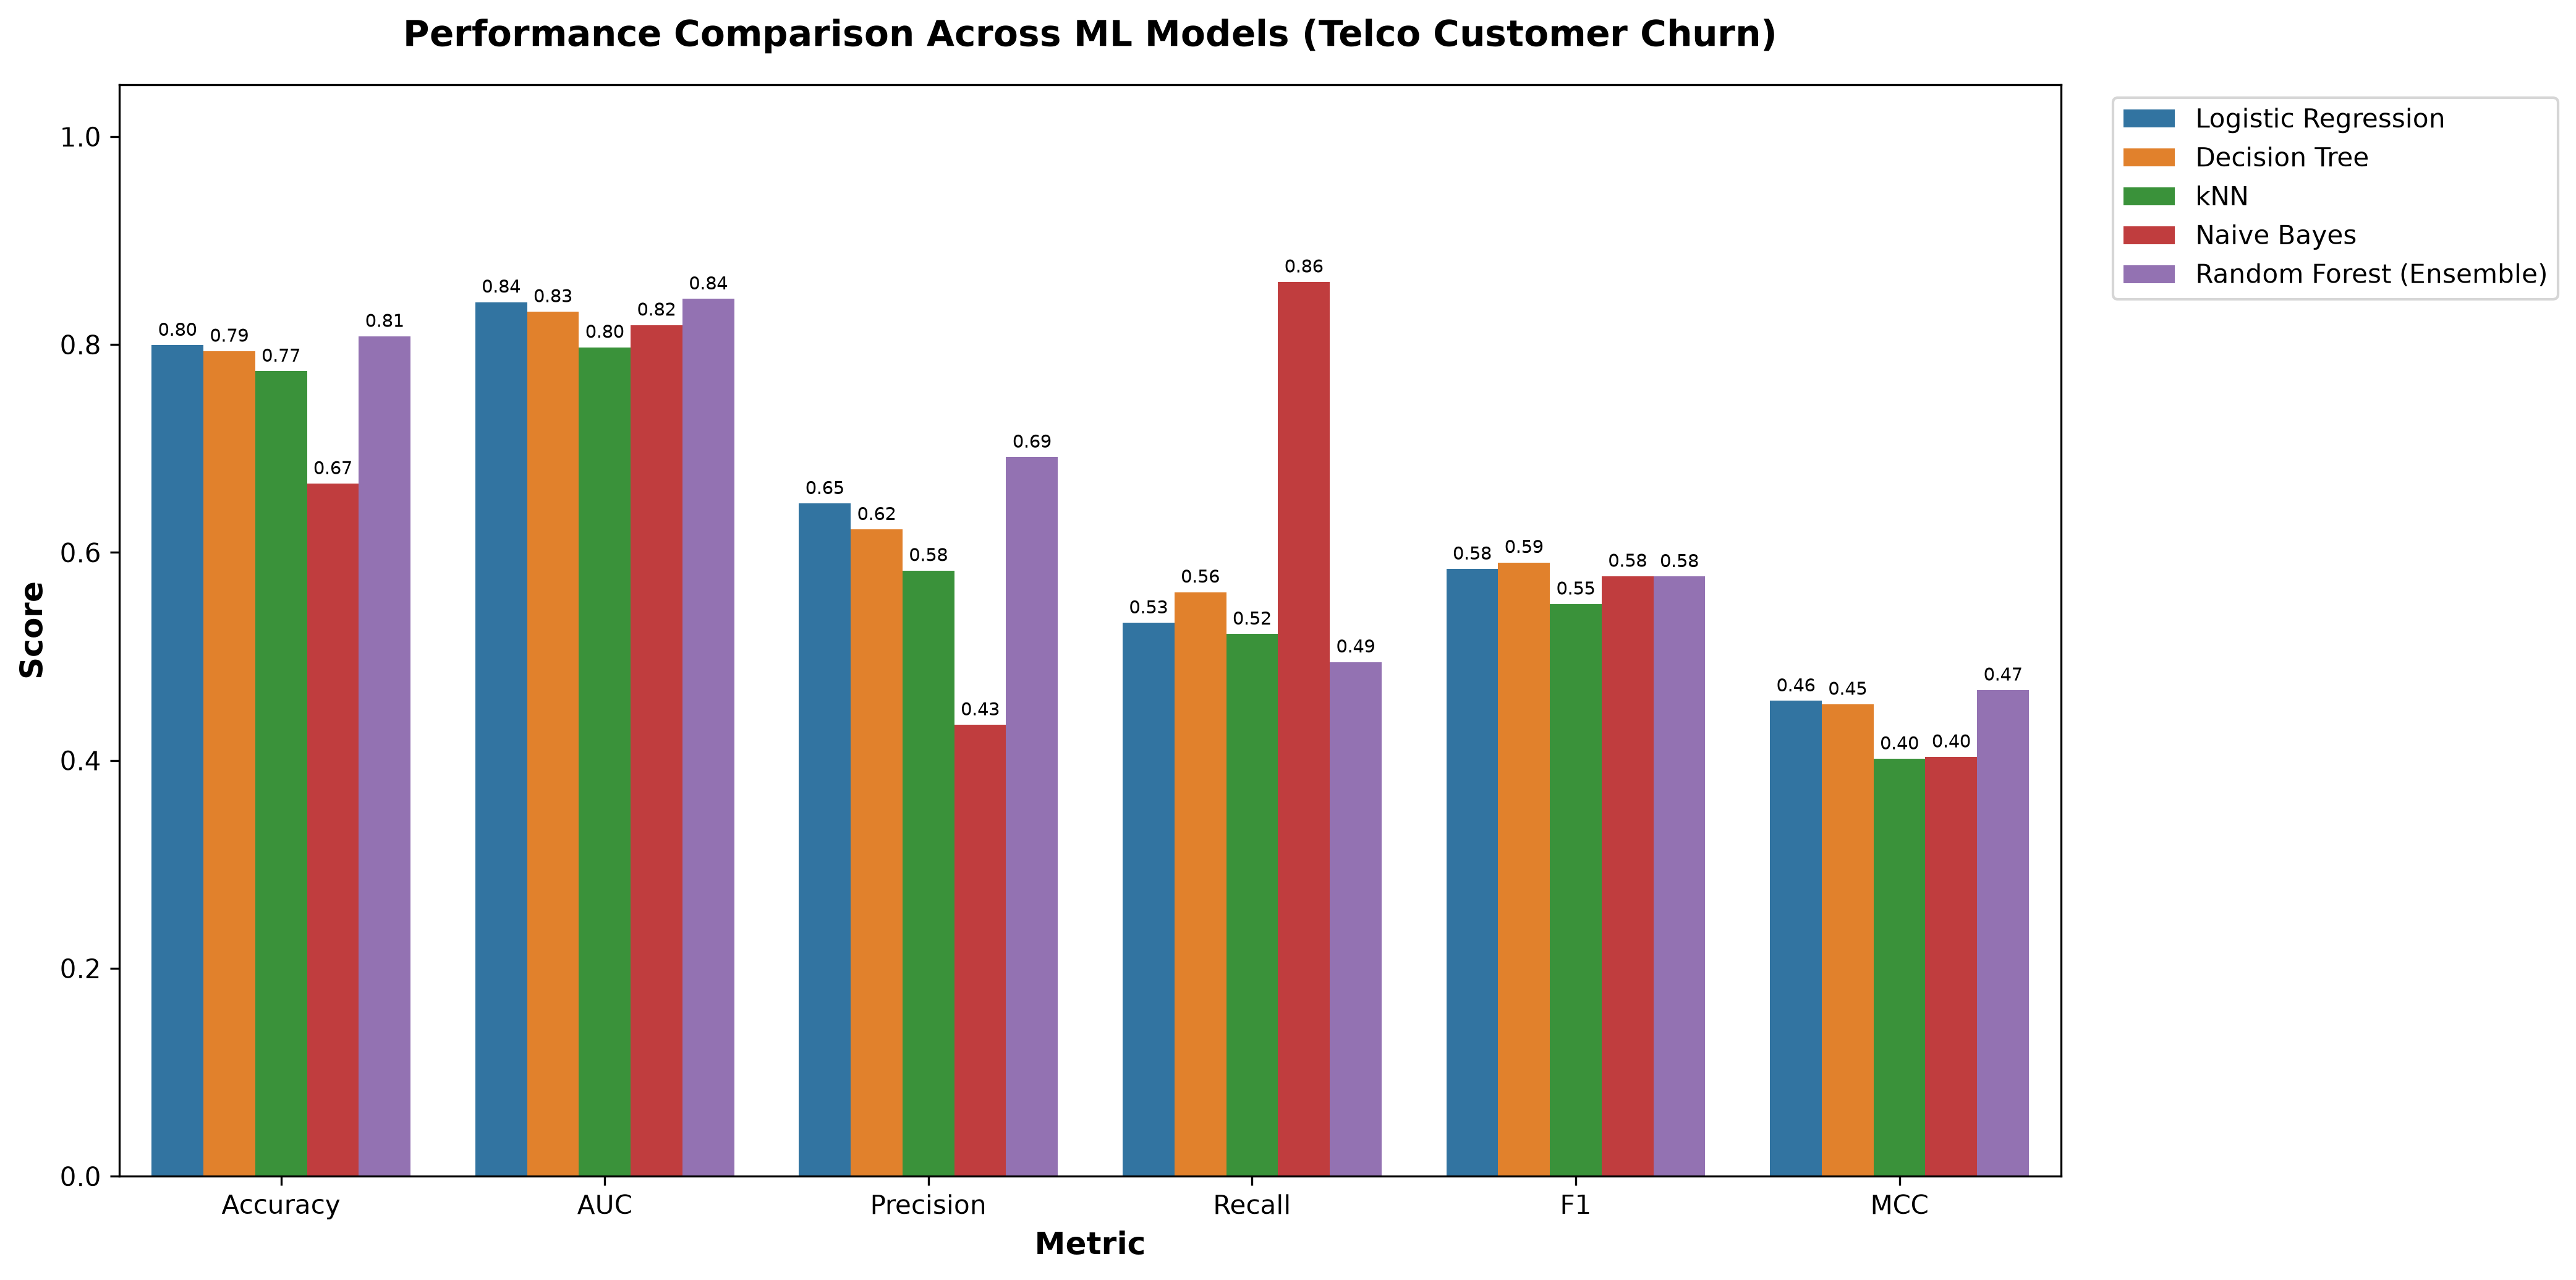 Performance Comparison Across ML Models (Telco Customer Churn)
Logistic Regression
Decision Tree
kNN
Naive Bayes
Random Forest (Ensemble)
Score
1.0
0.8
0.6
0.4
0.2
0.0
0.80 0.79 0.77 0.67 0.81
0.84 0.83 0.80 0.82 0.84
0.65 0.62 0.58 0.43 0.69
0.53 0.56 0.52 0.86 0.49
0.58 0.59 0.55 0.58 0.58
0.46 0.45 0.40 0.40 0.47
Accuracy AUC Precision Recall F1 MCC
Metric